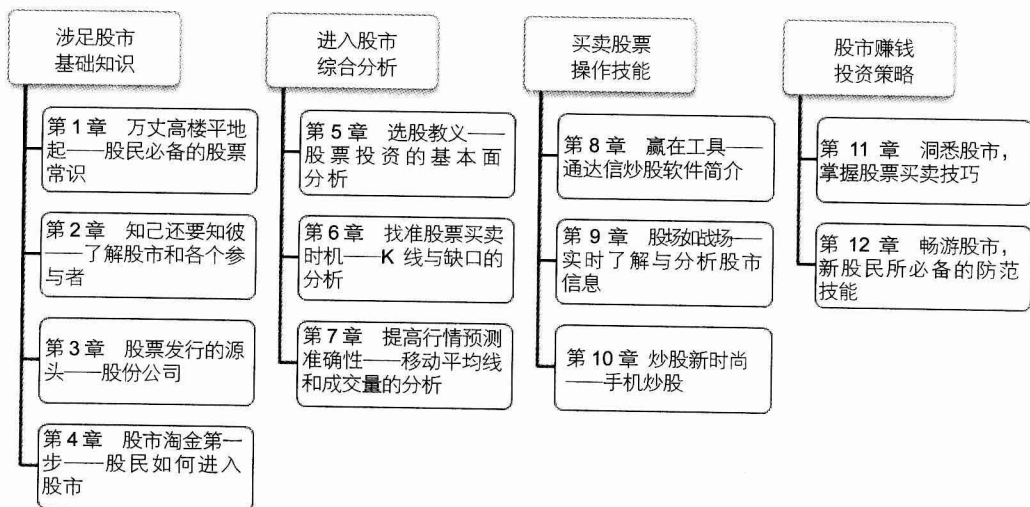 涉足股市
基础知识
第 1 章 万丈高楼平地
起——股民必备的股票
常识
第 2 章 知己还要知彼
——了解股市和各个参
与者
第 3 章 股票发行的源
头——股份公司
第 4 章 股市淘金第一
步——股民如何进入
股市
进入股市
综合分析
第 5 章 选股教义——
股票投资的基本面
分析
第 6 章 找准股票买卖
时机——K 线与缺口的
分析
第 7 章 提高行情预测
准确性——移动平均线
和成交量的分析
买卖股票
操作技能
第 8 章 赢在工具——
通达信炒股软件简介
第 9 章 股场如战场——
实时了解与分析股市
信息
第 10 章 炒股新时尚
——手机炒股
股市赚钱
投资策略
第 11 章 洞悉股市，
掌握股票买卖技巧
第 12 章 畅游股市，
新股民所必备的防范
技能